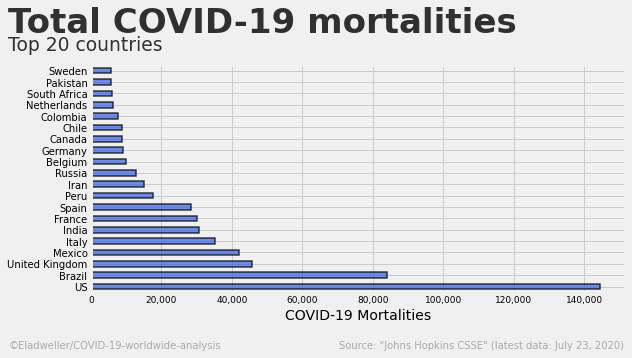 Total COVID-19 mortalities
Top 20 countries
Sweden
Pakistan
South Africa
Netherlands
Colombia
Chile
Canada
Germany
Belgium
Russia
Iran
Peru
Spain
France
India
Italy
Mexico
United Kingdom
Brazil
US
0 20,000 40,000 60,000 80,000 100,000 120,000 140,000
COVID-19 Mortalities
©Eladweller/COVID-19-worldwide-analysis Source: "Johns Hopkins CSSE" (latest data: July 23, 2020)